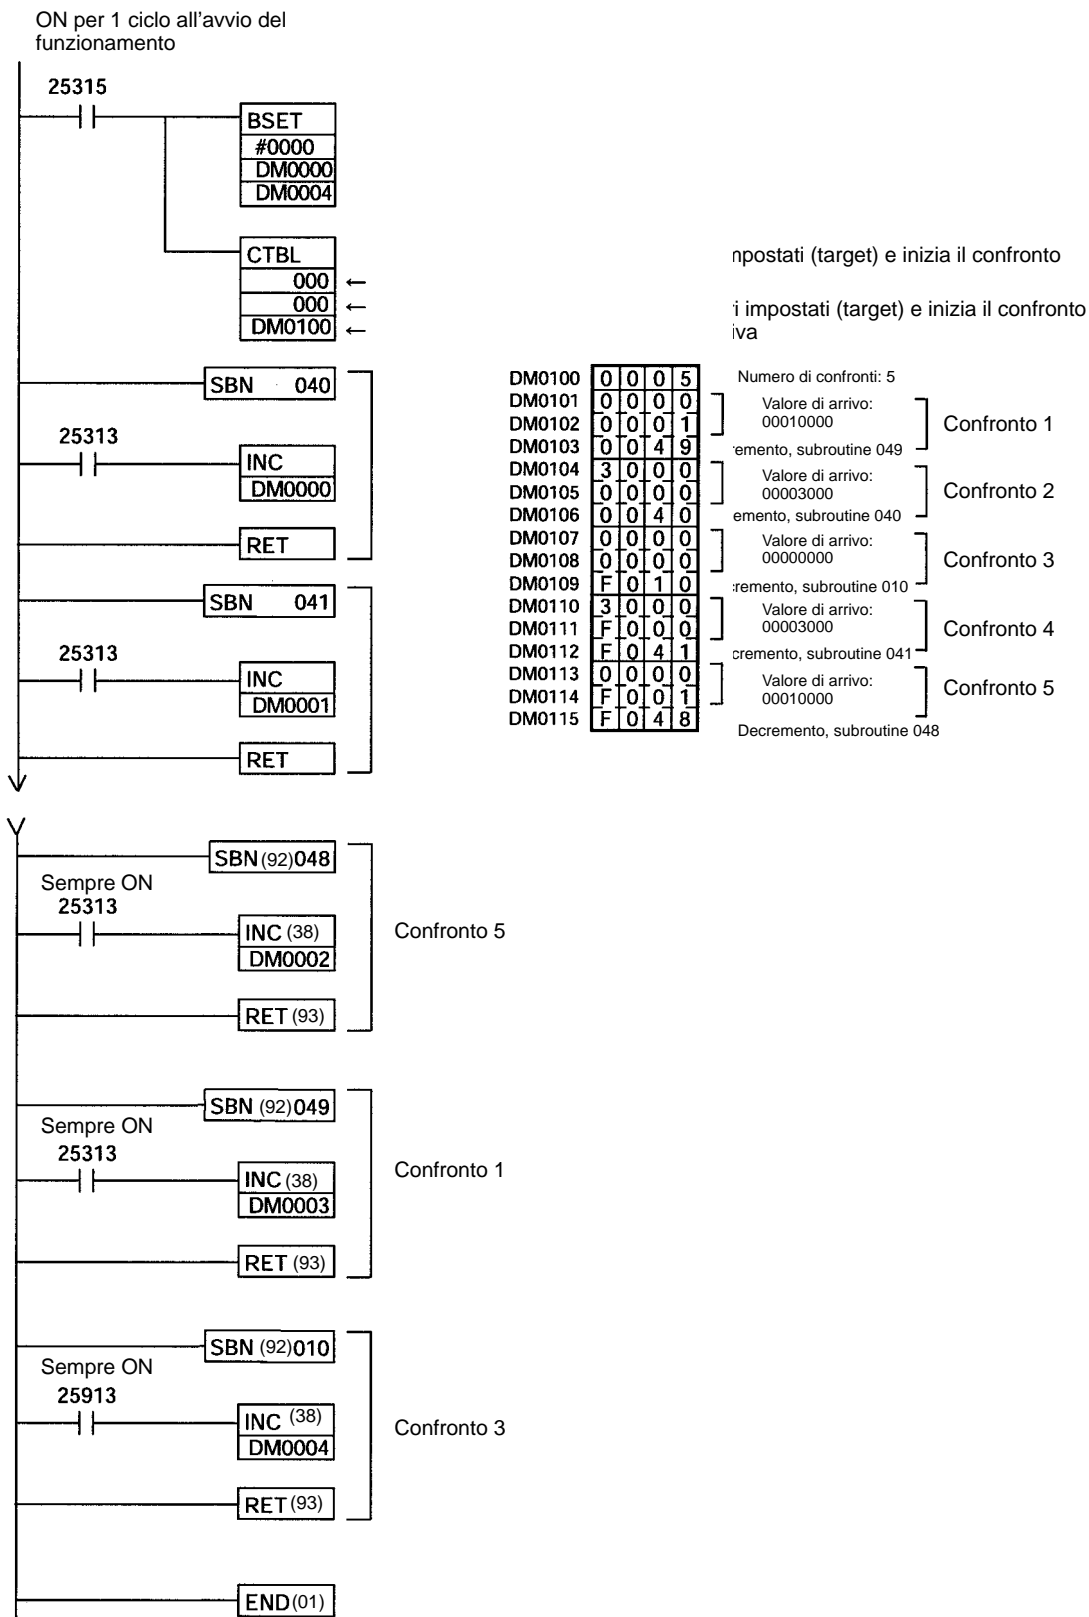 ON per 1 ciclo all'avvio del
funzionamento
25315
BSET
#0000
DM0000
DM0004
CTBL
000 ←
000 ←
DM0100 ←
impostati (target) e inizia il confronto
impostati (target) e inizia il confronto
SBN 040
25313
INC
DM0000
RET
SBN 041
25313
INC
DM0001
RET
DM0100 0 0 0 5 Numero di confronti: 5
DM0101 0 0 0 0 Valore di arrivo:
DM0102 0 0 0 1 00010000 Confronto 1
DM0103 0 0 4 9 remento, subroutine 049
DM0104 3 0 0 0 Valore di arrivo:
DM0105 0 0 0 0 00003000 Confronto 2
DM0106 0 0 4 0 emento, subroutine 040
DM0107 0 0 0 0 Valore di arrivo:
DM0108 0 0 0 0 00000000 Confronto 3
DM0109 F 0 1 0 cremento, subroutine 010
DM0110 3 0 0 0 Valore di arrivo:
DM0111 F 0 0 0 00003000 Confronto 4
DM0112 F 0 4 1 cremento, subroutine 041
DM0113 0 0 0 0 Valore di arrivo:
DM0114 F 0 0 1 00010000 Confronto 5
DM0115 F 0 4 8 Decremento, subroutine 048
SBN (92) 048
Sempre ON
25313
INC (38)
DM0002
Confronto 5
RET (93)
SBN (92) 049
Sempre ON
25313
INC (38)
DM0003
Confronto 1
RET (93)
SBN (92) 010
Sempre ON
25913
INC (38)
DM0004
Confronto 3
RET (93)
END (01)